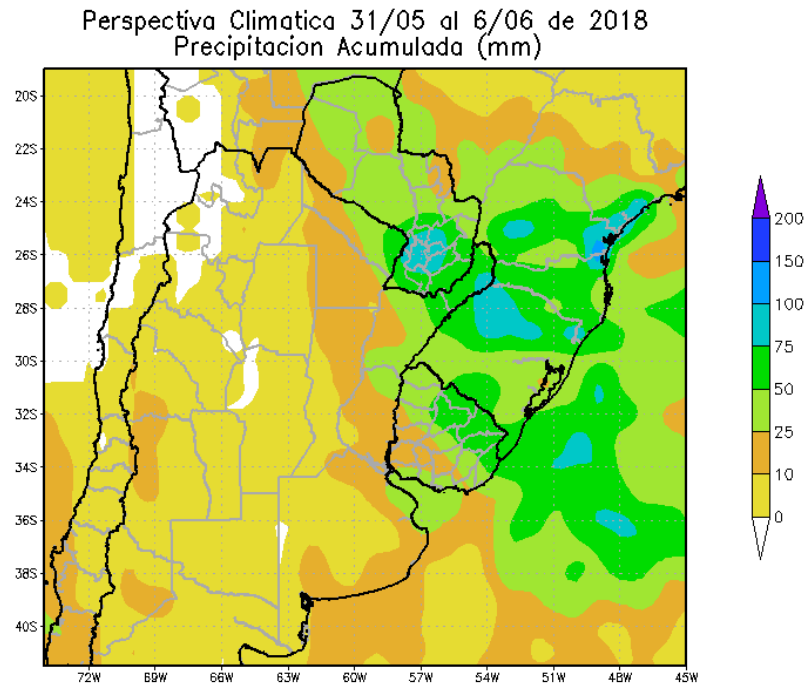 Perspectiva Climatica 31/05 al 6/06 de 2018
Precipitacion Acumulada (mm)
20S
22S
24S
26S
28S
30S
32S
34S
36S
38S
40S
72W 69W 66W 63W 60W 57W 54W 51W 48W 45W
200
150
100
75
50
25
10
0